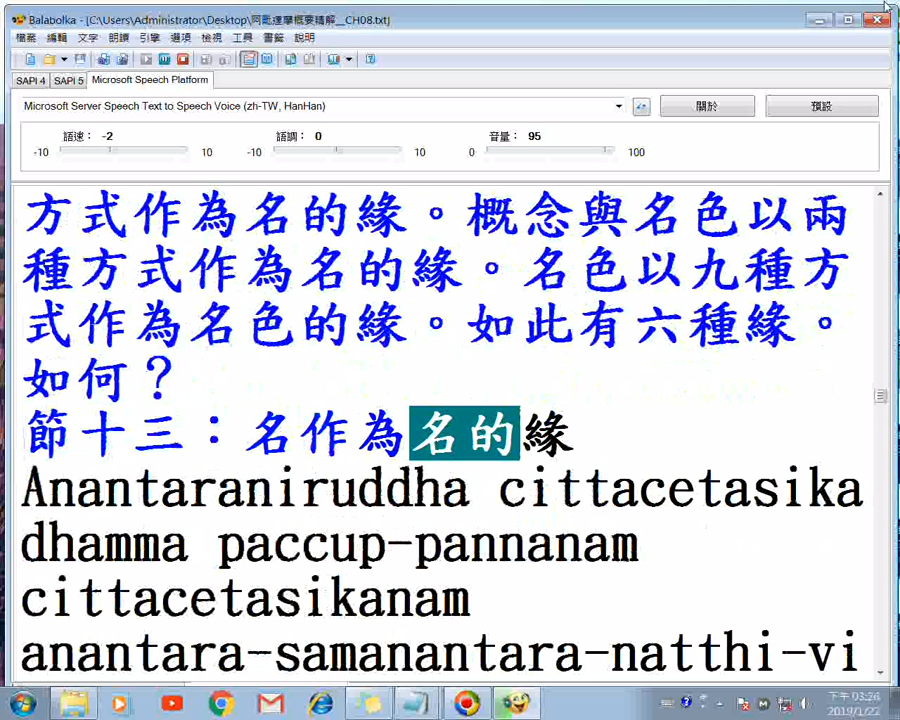 Balabolka - [C:\Users\Administrator\Desktop\阿毗達摩概要精解__CH08.txt]
檔案 編輯 文字 朗讀 引擎 選項 檢視 工具 書籤 說明
SAPI 4 SAPI 5 Microsoft Speech Platform
Microsoft Server Speech Text to Speech Voice (zh-TW, HanHan) 關於 預設
語速： -2 語調： 0 音量： 95
-10 10 -10 10 0 100
方式作為名的緣。概念與名色以兩
種方式作為名的緣。名色以九種方
式作為名色的緣。如此有六種緣。
如何？
節十三：名作為名的緣
Anantaraniruddha cittacetasika
dhamma paccup-pannanam
cittacetasikanam
anantara-samanantara-natthi-vi
下午 03:26
2019/1/22